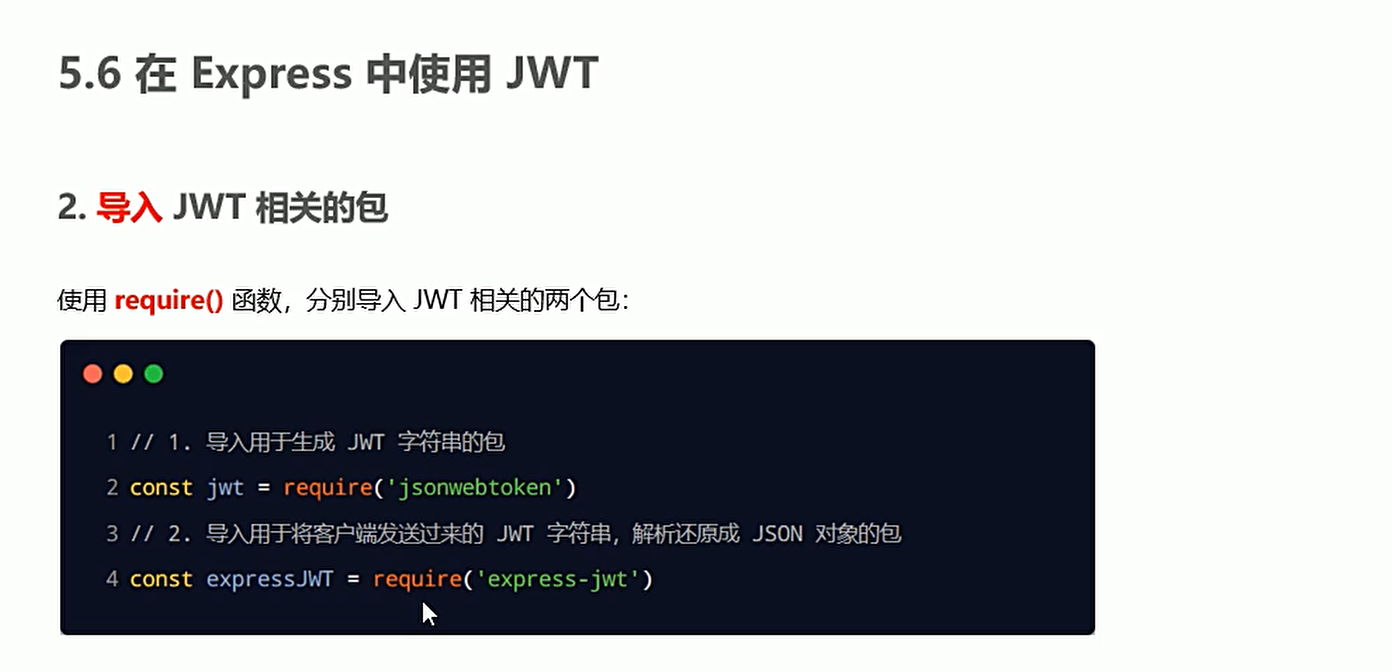 5.6 在 Express 中使用 JWT
2. 导入 JWT 相关的包
使用 require() 函数，分别导入 JWT 相关的两个包：
1 // 1. 导入用于生成 JWT 字符串的包
2 const jwt = require('jsonwebtoken')
3 // 2. 导入用于将客户端发送过来的 JWT 字符串，解析还原成 JSON 对象的包
4 const expressJWT = require('express-jwt')